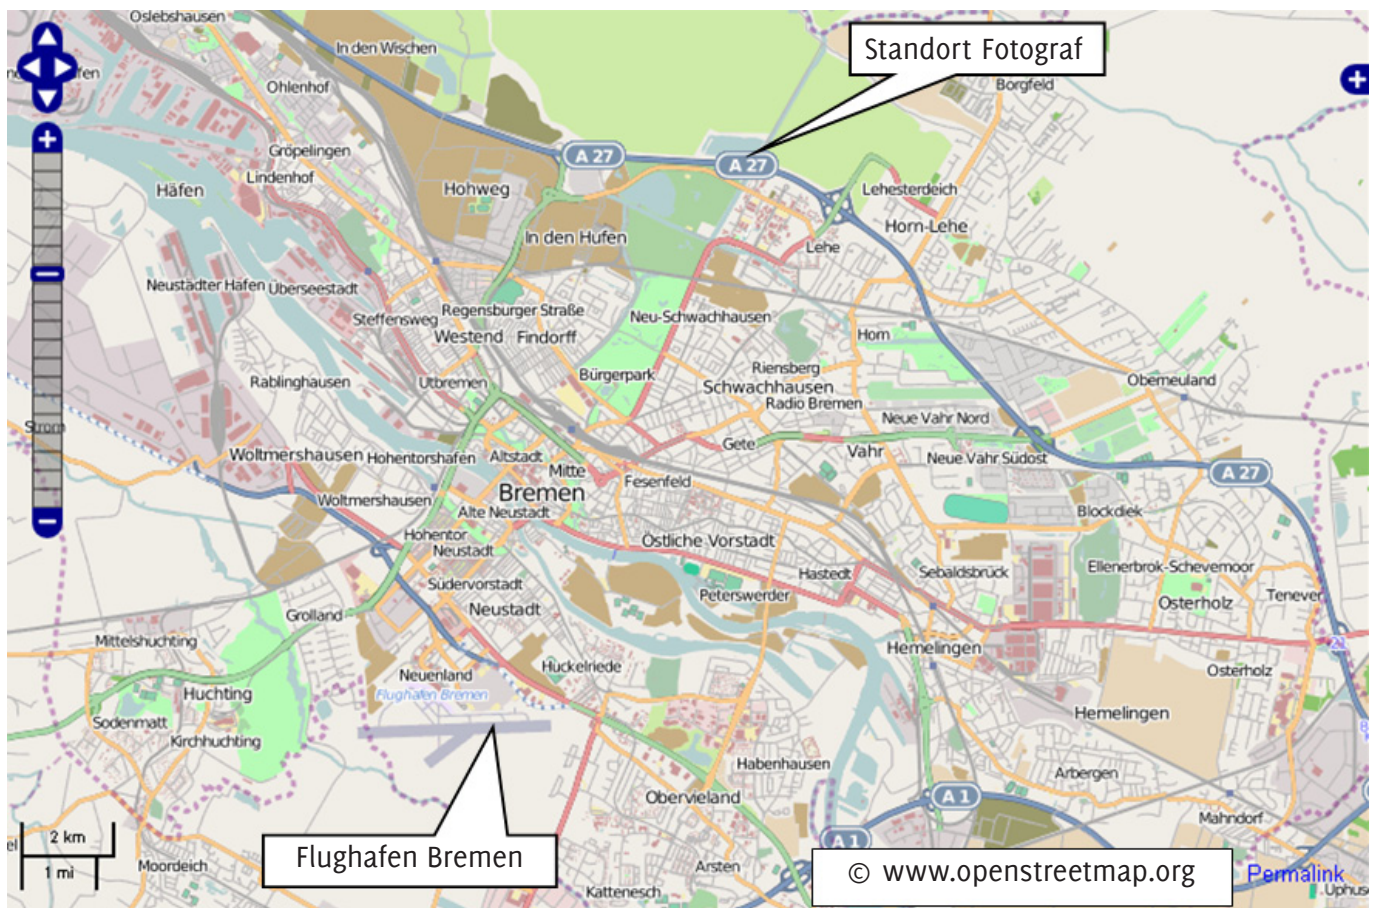 Oslebshausen
In den Wischen
Standort Fotograf
Borgfeld
Ohlenhof
Gröpelingen
A 27
A 27
Lindenhof
Häfen
Hohweg
Lehesterdeich
Horn-Lehe
In den Hufen
Lehe
Neustädter Häfen
Überseestadt
Regensburger Straße
Steffensweg
Neu-Schwachhausen
Westend
Findorff
Horn
Riensberg
Rablinghausen
Utbremen
Bürgerpark
Schwachhausen
Oberneuland
Radio Bremen
Neue Vahr Nord
Strom
Gete
Vahr
Woltmershausen
Hohentorshafen
Altstadt
Mitte
Neue Vahr Südost
A 27
Fesenfeld
Bremen
Woltmershausen
Alte Neustadt
Blockdiek
Hohentor
Neustadt
Östliche Vorstadt
Ellenerbrok-Schevemoor
Hastedt
Sebaldsbrück
Südervorstadt
Peterswerder
Osterholz
Tenever
Grolland
Neustadt
Mittelshuchting
Hemelingen
Huckelriede
Osterholz
Neuenland
Flughafen Bremen
Huchting
Sodenmatt
Hemelingen
Kirchhuchting
Habenhausen
Arbergen
Obervieland
A 1
Mahndorf
2 km
1 mi
Flughafen Bremen
A 1
Moordeich
Arsten
© www.openstreetmap.org
Permalink
Kattenesch